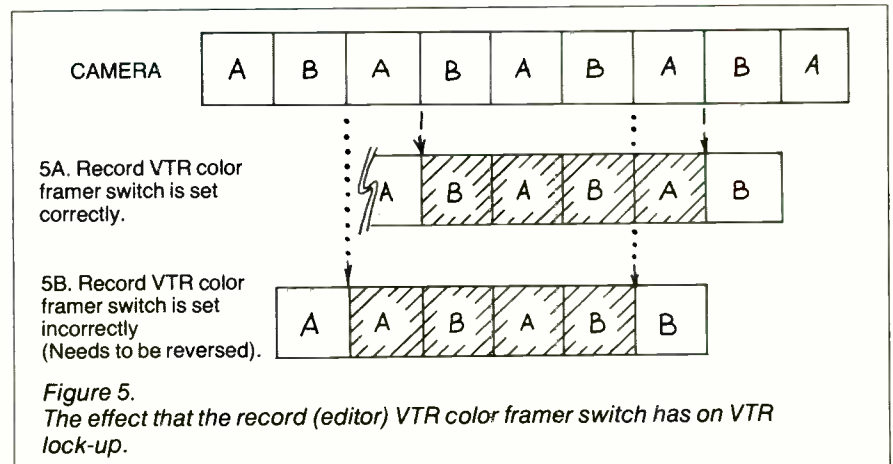 CAMERA A B A B A B A B A
5A. Record VTR color
framer switch is set
correctly.
A B A B A B
5B. Record VTR color
framer switch is set
incorrectly
(Needs to be reversed).
A A B A B B
Figure 5.
The effect that the record (editor) VTR color framer switch has on VTR
lock-up.